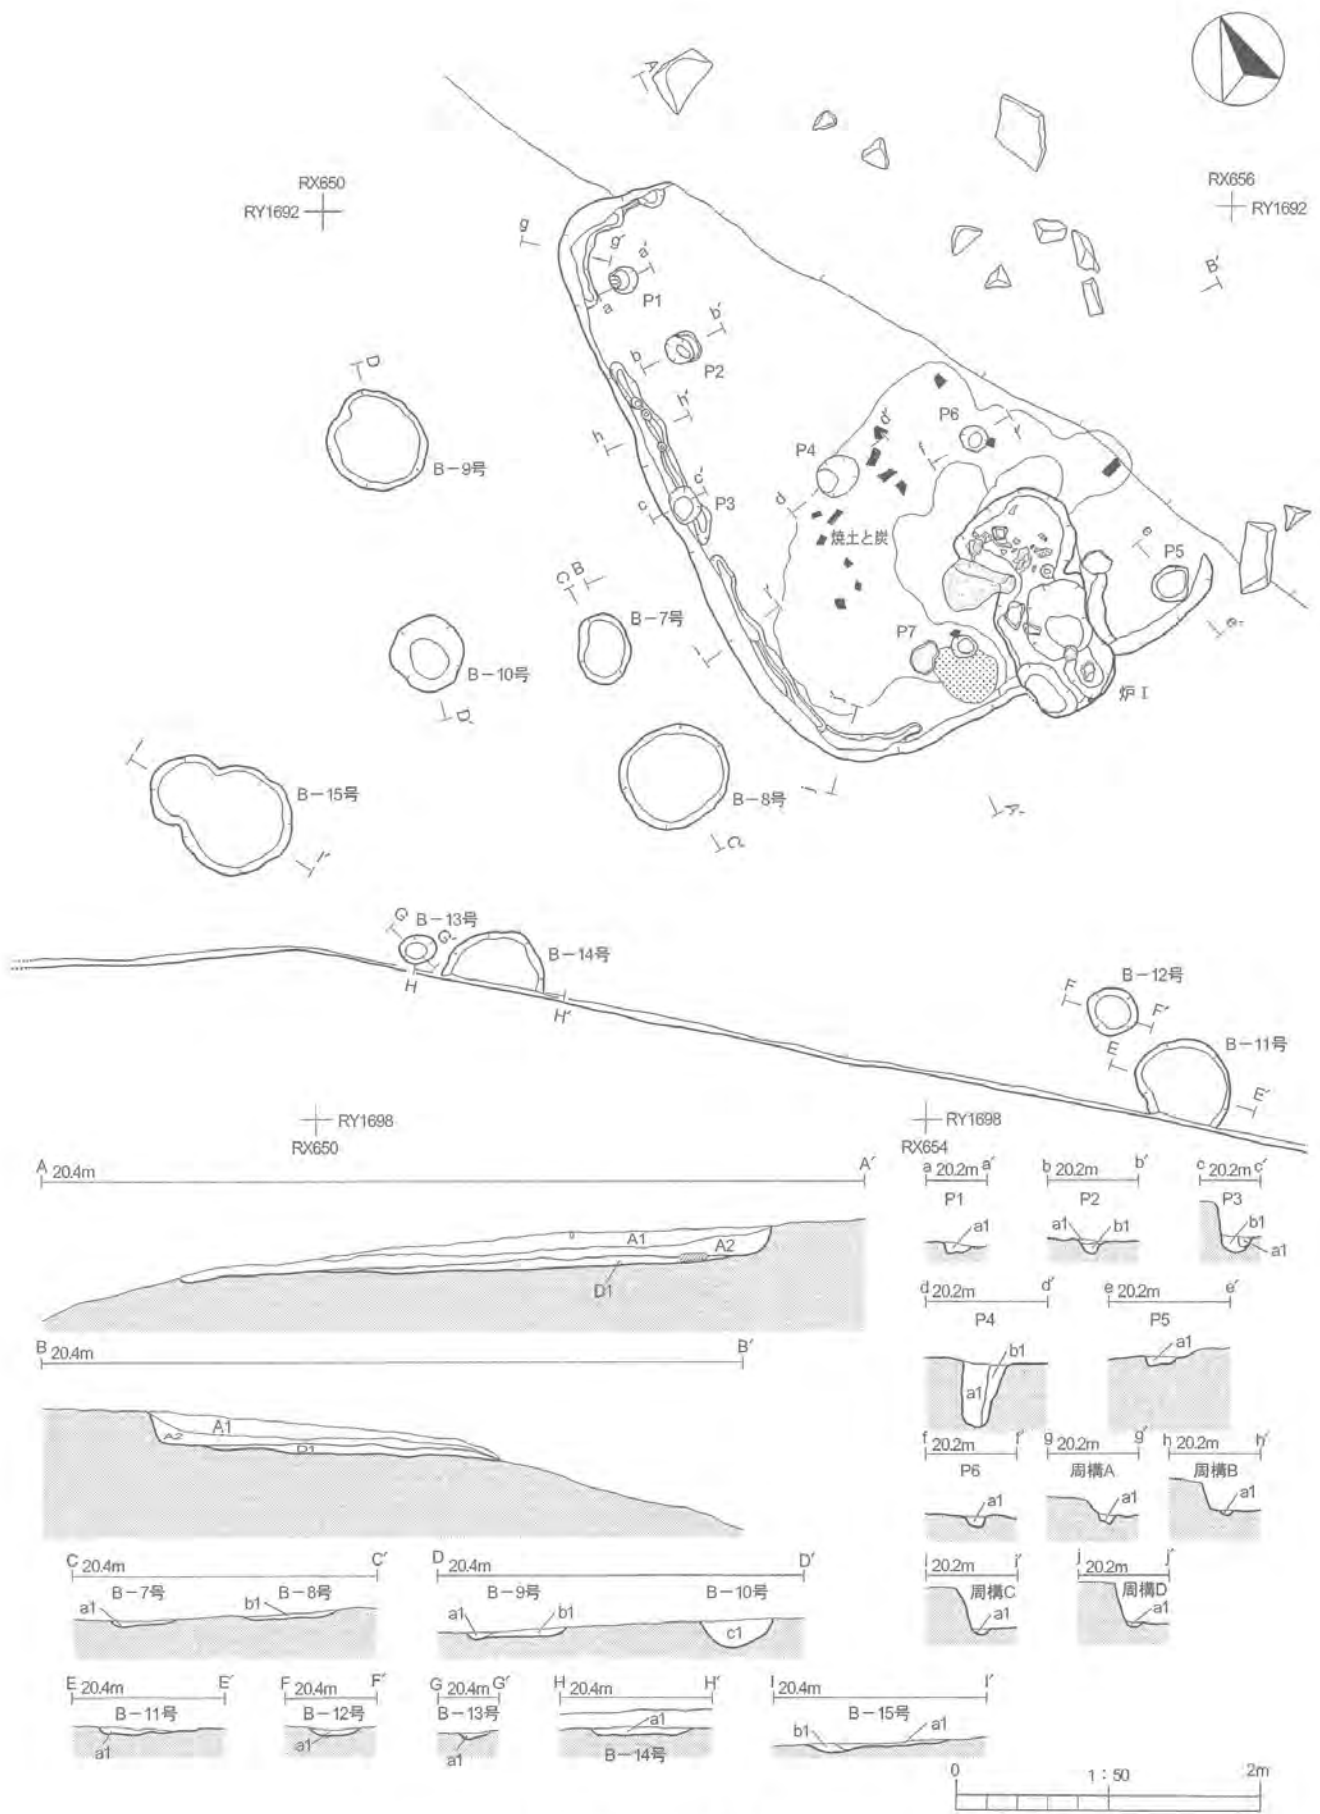 A
RX650
RX656
RY1692
RY1692
g
g′
a′
B′
a
P1
b′
D
b
P2
h′
P6
f′
h
B-9号
P4
d′
f
c′
P3
d
c
焼土と炭
e
P5
C B
i′
B-7号
P7
e′
B-10号
i
D′
j′
炉Ⅰ
I
B-15号
B-8号
j
A′
I′
C′
G
B-13号
G′
B-14号
H
H′
B-12号
F
F′
E
B-11号
E′
RY1698
RY1698
RX650
RX654
A 20.4m A′
a 20.2m a′ b 20.2m b′ c 20.2m c′
P1 P2 P3
a1 a1 b1 b1 a1
A1 A2
D1
d 20.2m d′ e 20.2m e′
P4 P5
b1 a1
a1
B 20.4m B′
A1
A2 D1
f 20.2m f′ g 20.2m g′ h 20.2m h′
P6 周構A 周構B
a1 a1 a1
C 20.4m C′ D 20.4m D′
B-7号 B-8号 B-9号 B-10号
a1 b1 a1 b1 c1
i 20.2m i′ j 20.2m j′
周構C 周構D
a1 a1
E 20.4m E′ F 20.4m F′ G 20.4m G′ H 20.4m H′ I 20.4m I′
B-11号 B-12号 B-13号 a1 B-15号
a1 a1 a1 B-14号 b1 a1
0 1:50 2m